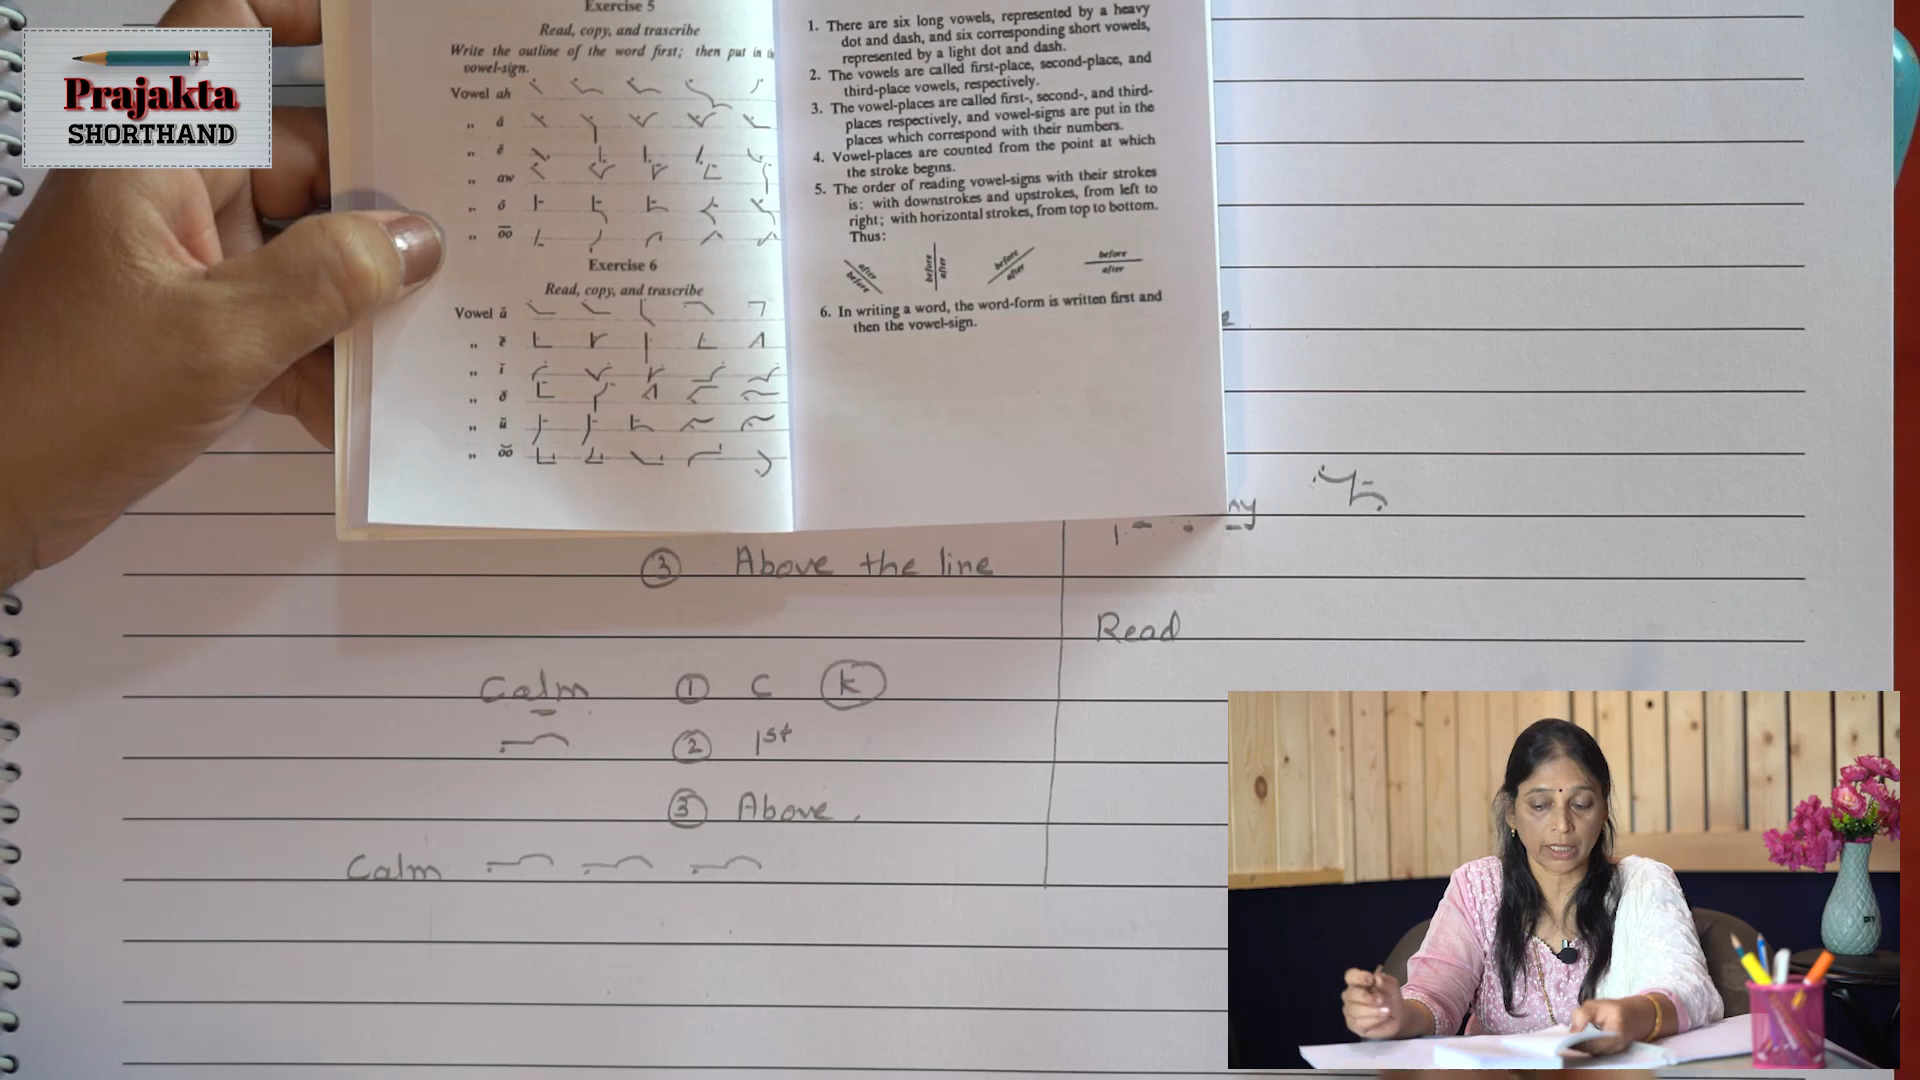 Prajakta
SHORTHAND
Exercise 5
Read, copy, and trascribe
Write the outline of the word first; then put in
vowel-sign.
Vowel ah
„ ā
„ ē
„ aw
„ ō
„ o͞o
Exercise 6
Read, copy, and trascribe
Vowel ă
„ ĕ
„ ĭ
„ ŏ
„ ŭ
„ o͝o
1. There are six long vowels, represented by a heavy
dot and dash, and six corresponding short vowels,
represented by a light dot and dash.
2. The vowels are called first-place, second-place, and
third-place vowels, respectively.
3. The vowel-places are called first-, second-, and third-
places respectively, and vowel-signs are put in the
places which correspond with their numbers.
4. Vowel-places are counted from the point at which
the stroke begins.
5. The order of reading vowel-signs with their strokes
is: with downstrokes and upstrokes, from left to
right; with horizontal strokes, from top to bottom.
Thus:
after before
before after
before after
before
after
6. In writing a word, the word-form is written first and
then the vowel-sign.
③ Above the line
Read
Calm ① C Ⓚ
② 1st
③ Above.
Calm